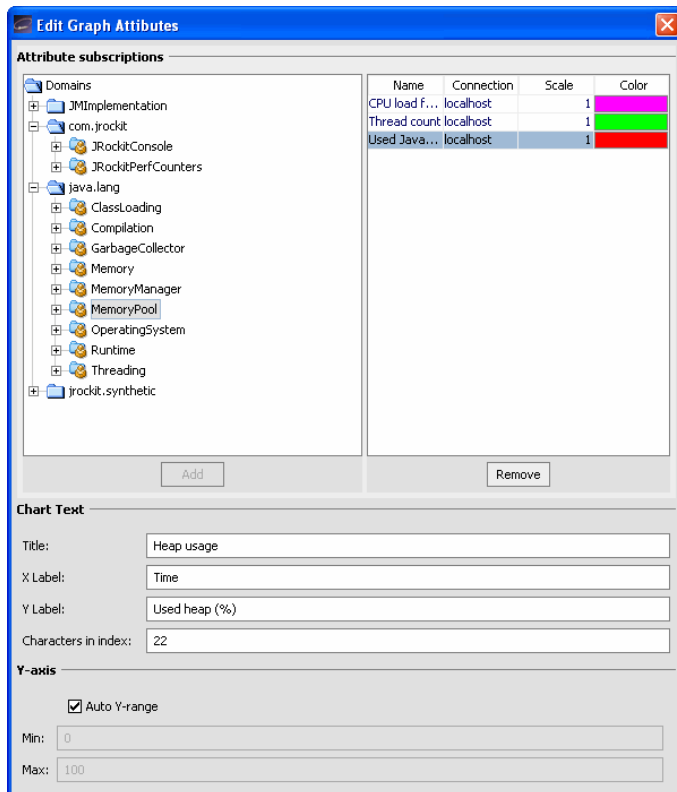 Edit Graph Attibutes
Attribute subscriptions
Domains
JMImplementation
com.jrockit
JRockitConsole
JRockitPerfCounters
java.lang
ClassLoading
Compilation
GarbageCollector
Memory
MemoryManager
MemoryPool
OperatingSystem
Runtime
Threading
jrockit.synthetic
Add
Name Connection Scale Color
CPU load f... localhost 1
Thread count localhost 1
Used Java... localhost 1
Remove
Chart Text
Title: Heap usage
X Label: Time
Y Label: Used heap (%)
Characters in index: 22
Y-axis
Auto Y-range
Min: 0
Max: 100